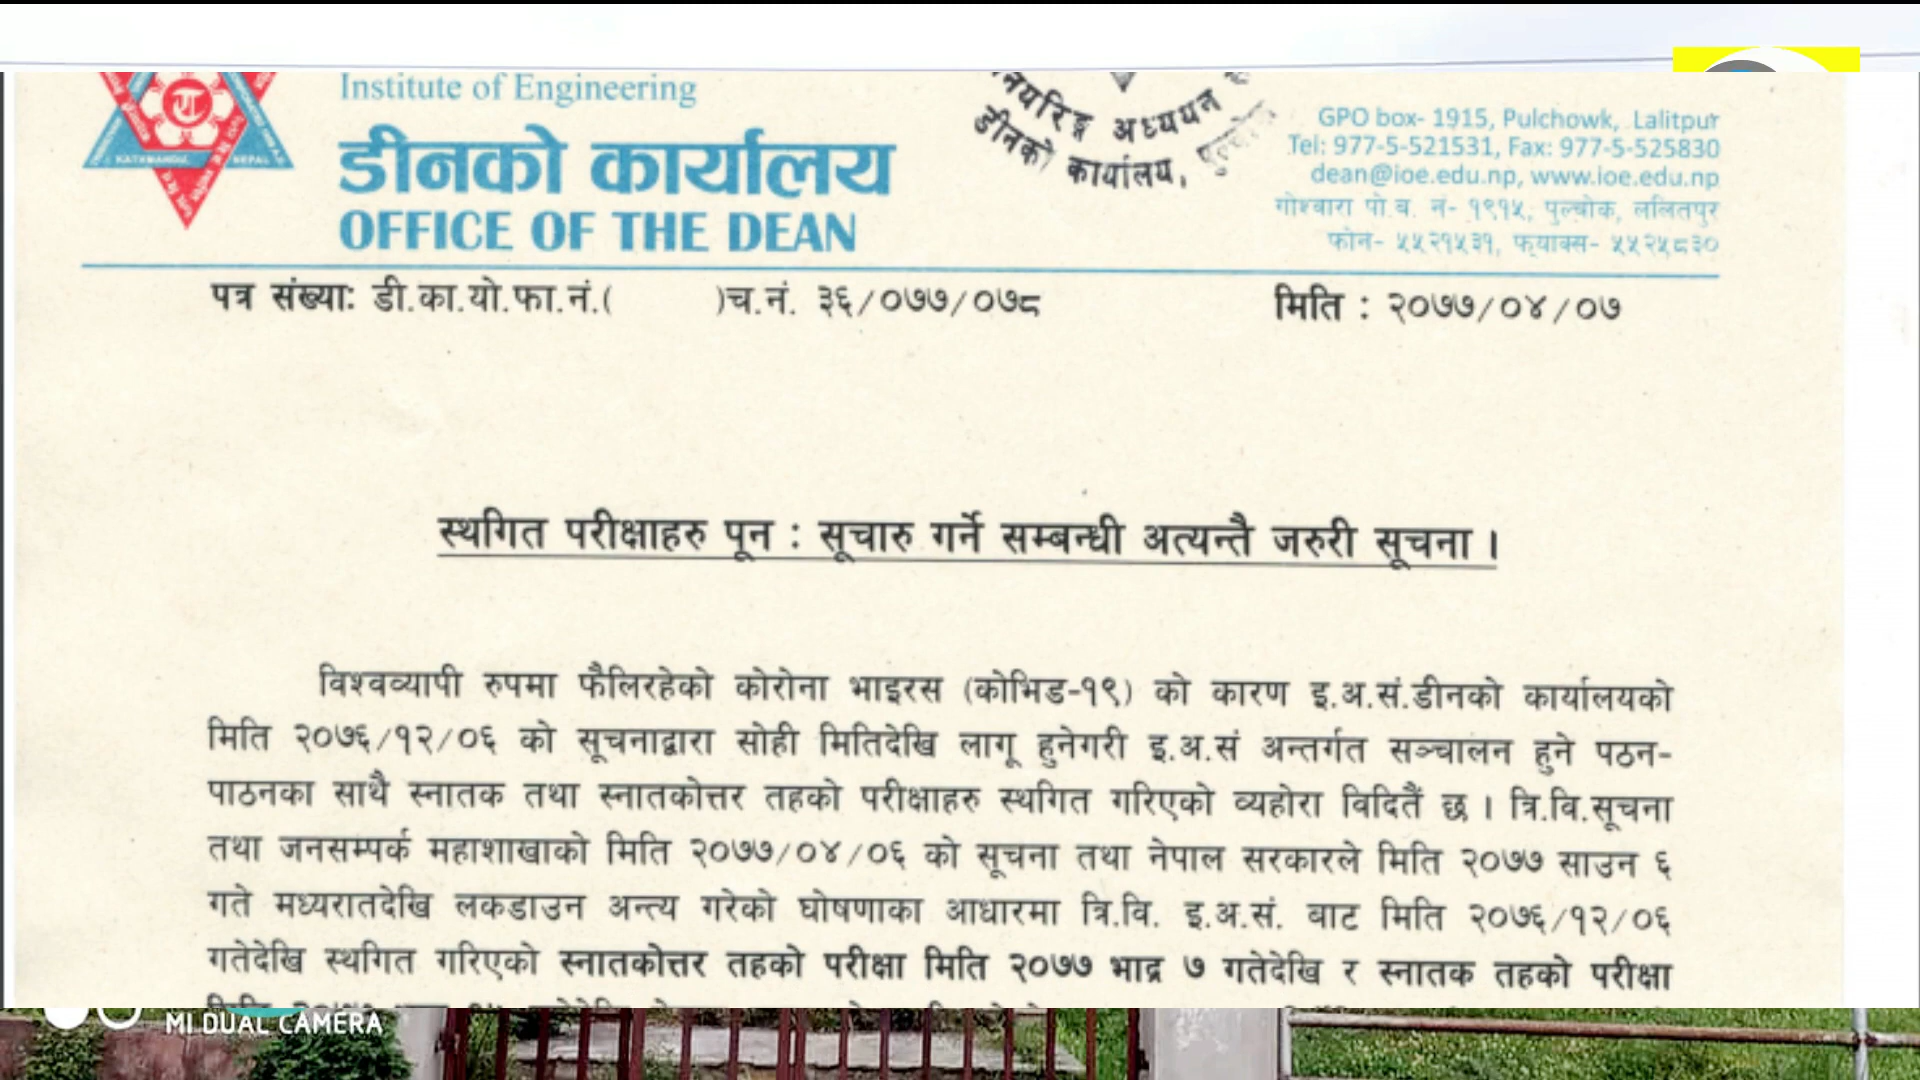 Institute of Engineering
डीनको कार्यालय
OFFICE OF THE DEAN
KATHMANDU, NEPAL
अध्ययन
डीनको कार्यालय,
GPO box- 1915, Pulchowk, Lalitpur
Tel: 977-5-521531, Fax: 977-5-525830
dean@ioe.edu.np, www.ioe.edu.np
गोश्वारा पो.ब. नं- १९१५, पुल्चोक, ललितपुर
फोन- ५५२१५३१, फ्याक्स- ५५२५८३०
पत्र संख्याः डी.का.यो.फा.नं.( )च.नं. ३६/०७७/०७८
मिति : २०७७/०४/०७
स्थगित परीक्षाहरु पून : सूचारु गर्ने सम्बन्धी अत्यन्तै जरुरी सूचना ।
विश्वव्यापी रुपमा फैलिरहेको कोरोना भाइरस (कोभिड-१९) को कारण इ.अ.सं.डीनको कार्यालयको
मिति २०७६/१२/०६ को सूचनाद्वारा सोही मितिदेखि लागू हुनेगरी इ.अ.सं अन्तर्गत सञ्चालन हुने पठन-
पाठनका साथै स्नातक तथा स्नातकोत्तर तहको परीक्षाहरु स्थगित गरिएको व्यहोरा विदितैं छ । त्रि.वि.सूचना
तथा जनसम्पर्क महाशाखाको मिति २०७७/०४/०६ को सूचना तथा नेपाल सरकारले मिति २०७७ साउन ६
गते मध्यरातदेखि लकडाउन अन्त्य गरेको घोषणाका आधारमा त्रि.वि. इ.अ.सं. बाट मिति २०७६/१२/०६
गतेदेखि स्थगित गरिएको स्नातकोत्तर तहको परीक्षा मिति २०७७ भाद्र ७ गतेदेखि र स्नातक तहको परीक्षा
MI DUAL CAMERA